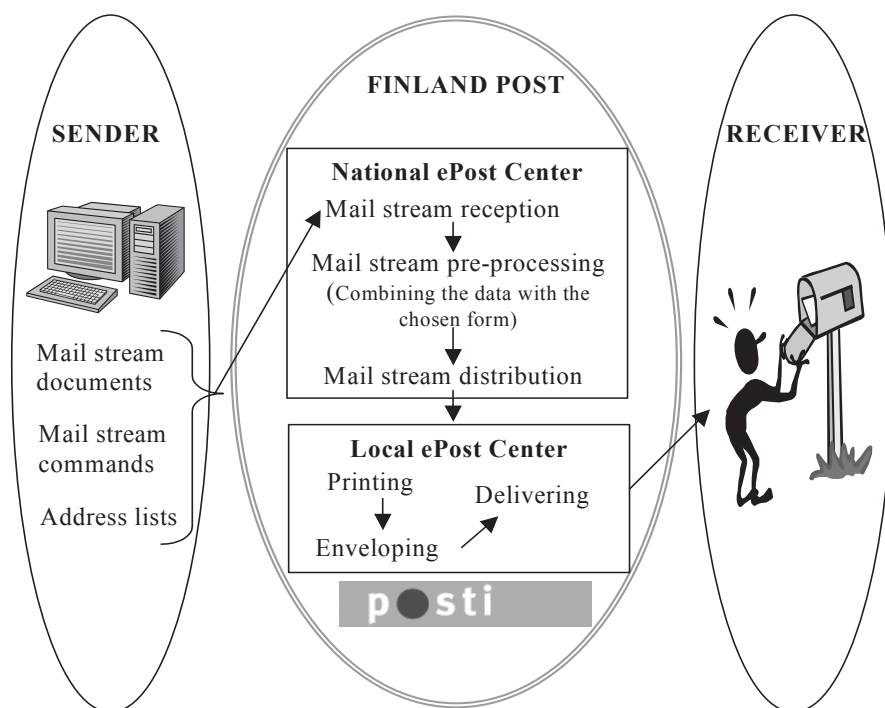 SENDER
Mail stream
documents
Mail stream
commands
Address lists
FINLAND POST
National ePost Center
Mail stream reception
Mail stream pre-processing
(Combining the data with the
chosen form)
Mail stream distribution
Local ePost Center
Printing
Delivering
Enveloping
posti
RECEIVER